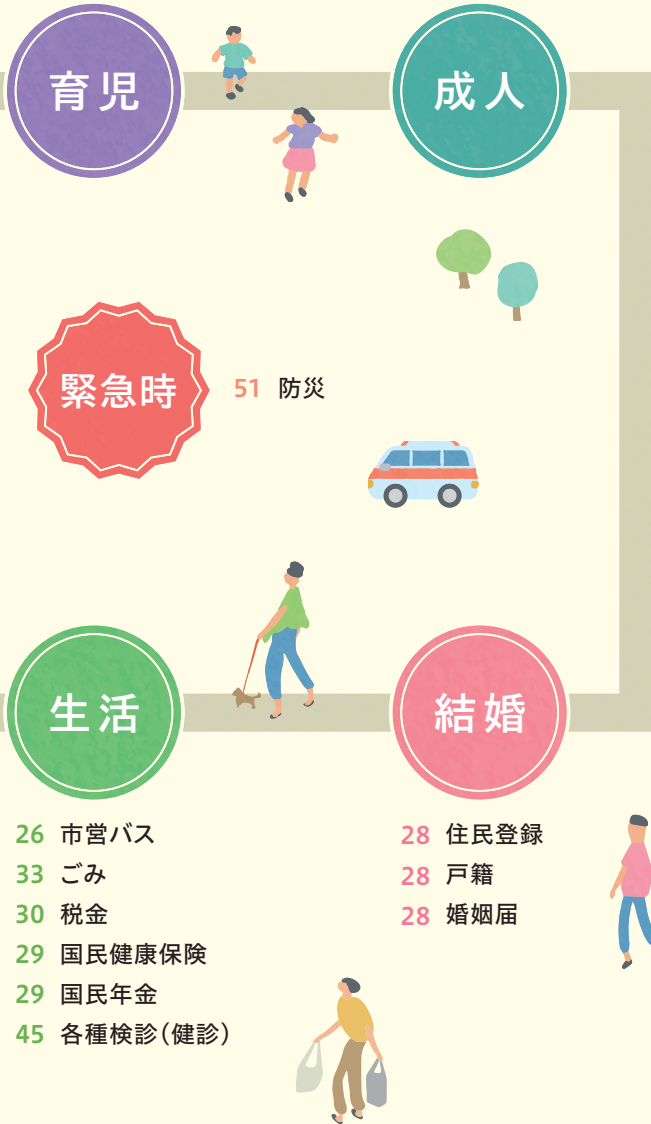 育児
成人
緊急時
51 防災
生活
26 市営バス
33 ごみ
30 税金
29 国民健康保険
29 国民年金
45 各種検診(健診)
結婚
28 住民登録
28 戸籍
28 婚姻届